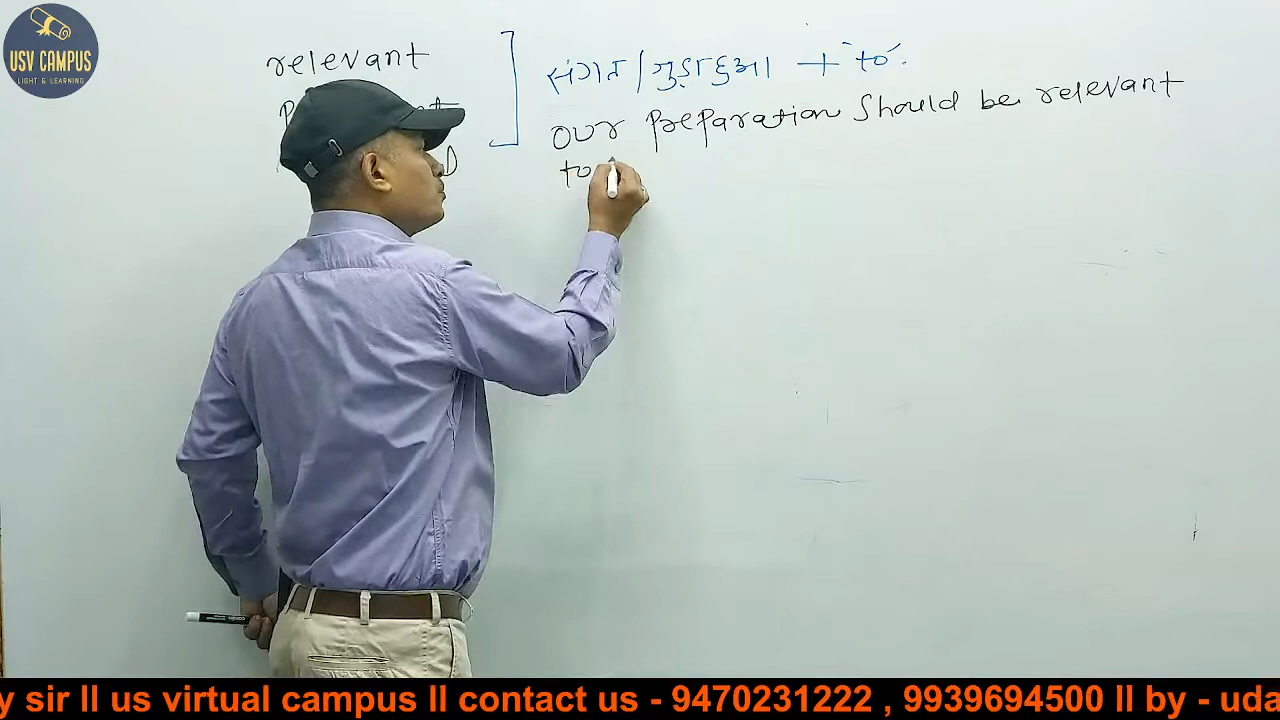 USV CAMPUS
LIGHT & LEARNING
relevant
संगत / जुड़ा हुआ + "to".
our preparation should be relevant
to
y sir ll us virtual campus ll contact us - 9470231222 , 9939694500 ll by - uda